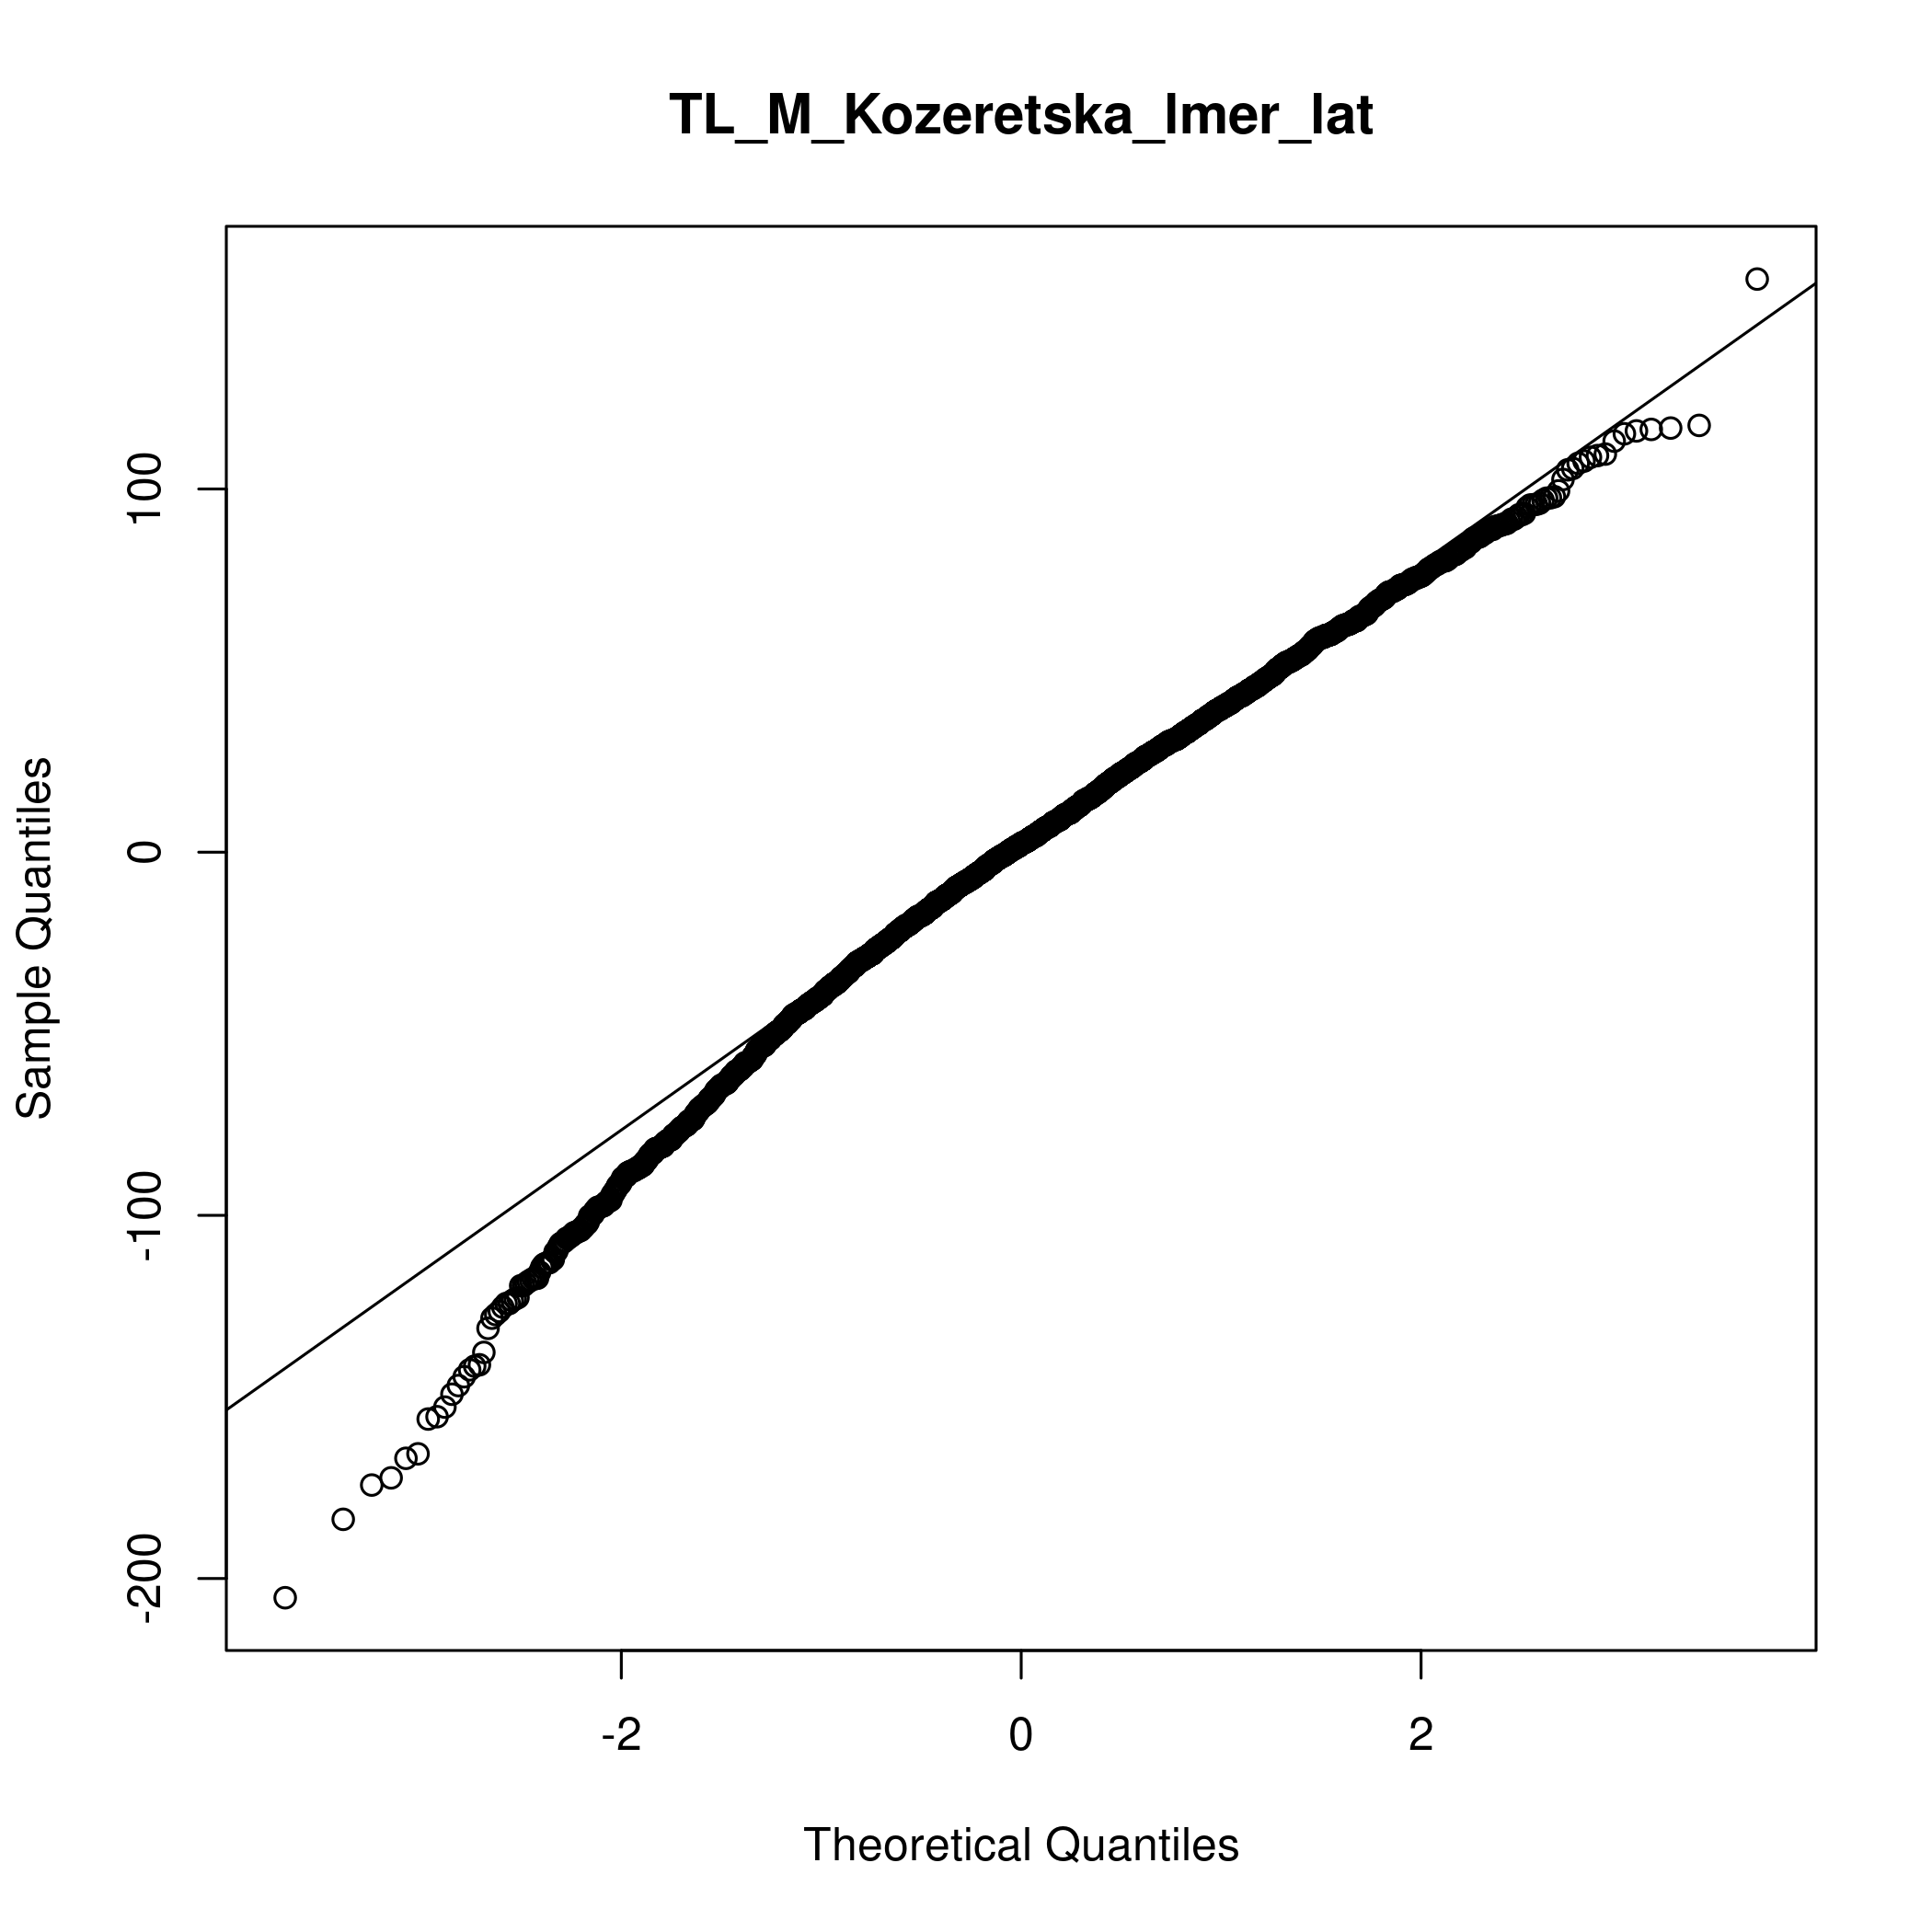 TL_M_Kozeretska_lmer_lat
Sample Quantiles
100
0
-100
-200
-2
0
2
Theoretical Quantiles